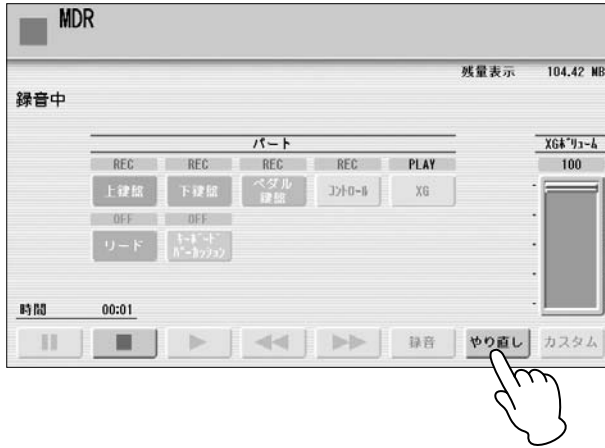 MDR
残量表示 104.42 MB
録音中
パート XGﾎﾞﾘｭｰﾑ
REC REC REC REC PLAY 100
上鍵盤 下鍵盤 ペダル鍵盤 ｺﾝﾄﾛｰﾙ XG
OFF OFF
リード ｷｰﾎﾞｰﾄﾞﾊﾟｰｶｯｼｮﾝ
時間 00:01
録音 やり直し カスタム